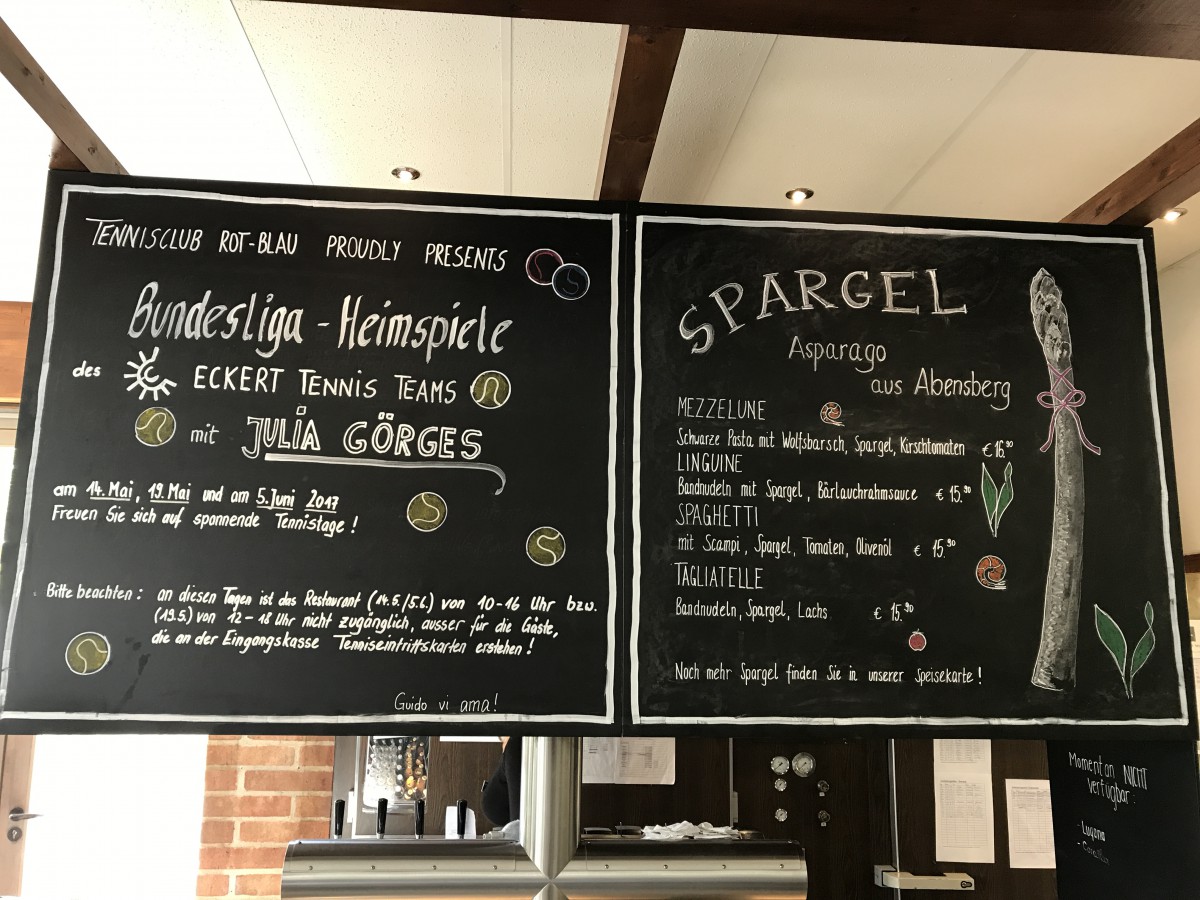 TENNISCLUB ROT-BLAU PROUDLY PRESENTS
Bundesliga - Heimspiele
des ECKERT TENNIS TEAMS
mit JULIA GÖRGES
am 14. Mai, 19. Mai und am 5. Juni 2017
Freuen Sie sich auf spannende Tennistage!
Bitte beachten: an diesen Tagen ist das Restaurant (14.5./5.6.) von 10-16 Uhr bzw.
(19.5.) von 12-18 Uhr nicht zugänglich, ausser für die Gäste,
die an der Eingangskasse Tenniseintrittskarten erstehen!
Guido vi ama!
SPARGEL
Asparago
aus Abensberg
MEZZELUNE
Schwarze Pasta mit Wolfsbarsch, Spargel, Kirschtomaten € 16.90
LINGUINE
Bandnudeln mit Spargel, Bärlauchrahmsauce € 15.90
SPAGHETTI
mit Scampi, Spargel, Tomaten, Olivenöl € 15.90
TAGLIATELLE
Bandnudeln, Spargel, Lachs € 15.90
Noch mehr Spargel finden Sie in unserer Speisekarte!
Momentan NICHT
verfügbar:
- Lugana